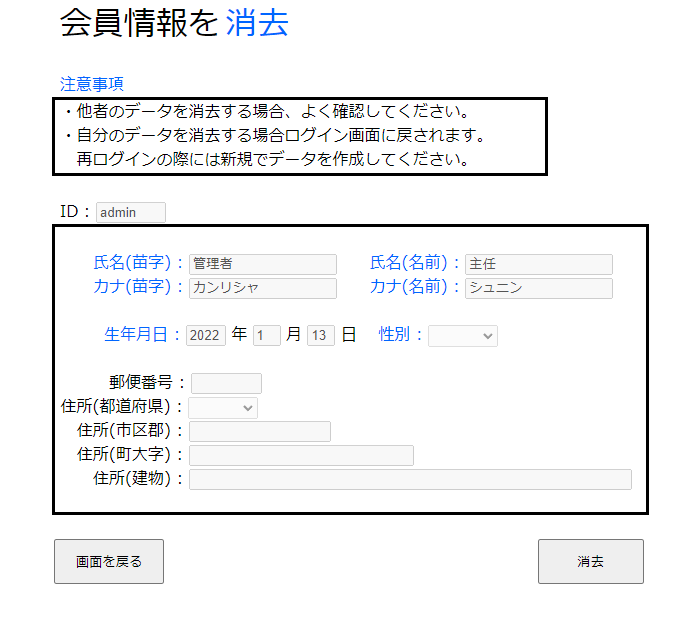 会員情報を 消去
注意事項
・他者のデータを消去する場合、よく確認してください。
・自分のデータを消去する場合ログイン画面に戻されます。
再ログインの際には新規でデータを作成してください。
ID：admin
氏名(苗字)：管理者 氏名(名前)：主任
カナ(苗字)：カンリシャ カナ(名前)：シュニン
生年月日：2022 年 1 月 13 日 性別：
郵便番号：
住所(都道府県)：
住所(市区郡)：
住所(町大字)：
住所(建物)：
画面を戻る 消去